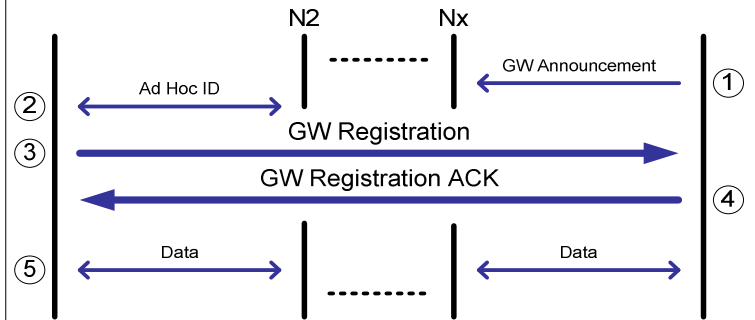 N2 Nx
GW Announcement ①
② Ad Hoc ID
③ GW Registration
GW Registration ACK ④
⑤ Data Data